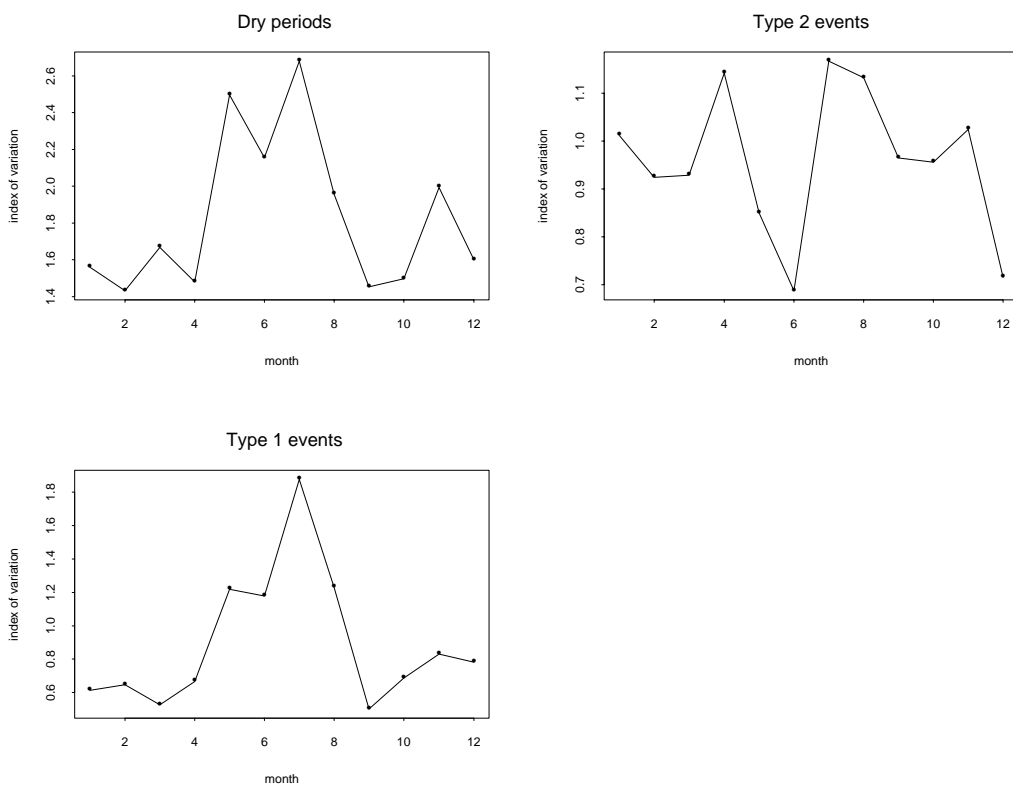 Dry periods
index of variation
1.4 1.6 1.8 2.0 2.2 2.4 2.6
2 4 6 8 10 12
month
Type 2 events
index of variation
0.7 0.8 0.9 1.0 1.1
2 4 6 8 10 12
month
Type 1 events
index of variation
0.6 0.8 1.0 1.2 1.4 1.6 1.8
2 4 6 8 10 12
month